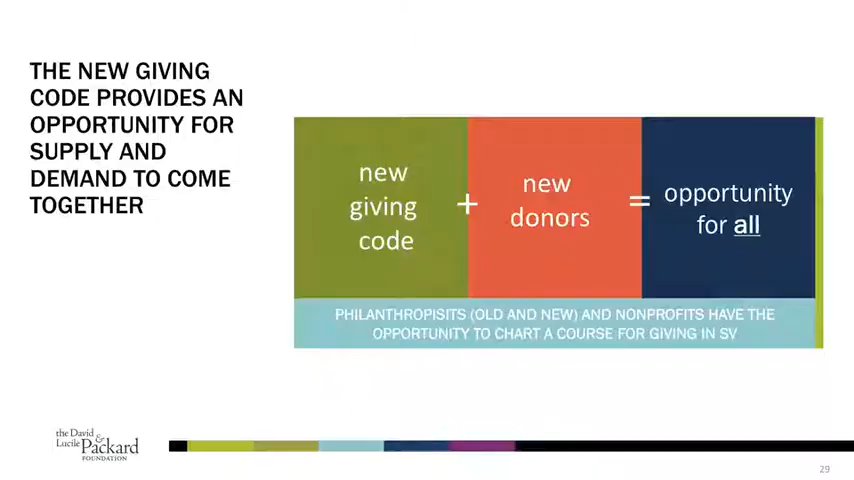 THE NEW GIVING
CODE PROVIDES AN
OPPORTUNITY FOR
SUPPLY AND
DEMAND TO COME
TOGETHER
new
giving
code
+
new
donors
=
opportunity
for all
PHILANTHROPISITS (OLD AND NEW) AND NONPROFITS HAVE THE
OPPORTUNITY TO CHART A COURSE FOR GIVING IN SV
the David &
Lucile Packard
FOUNDATION
29